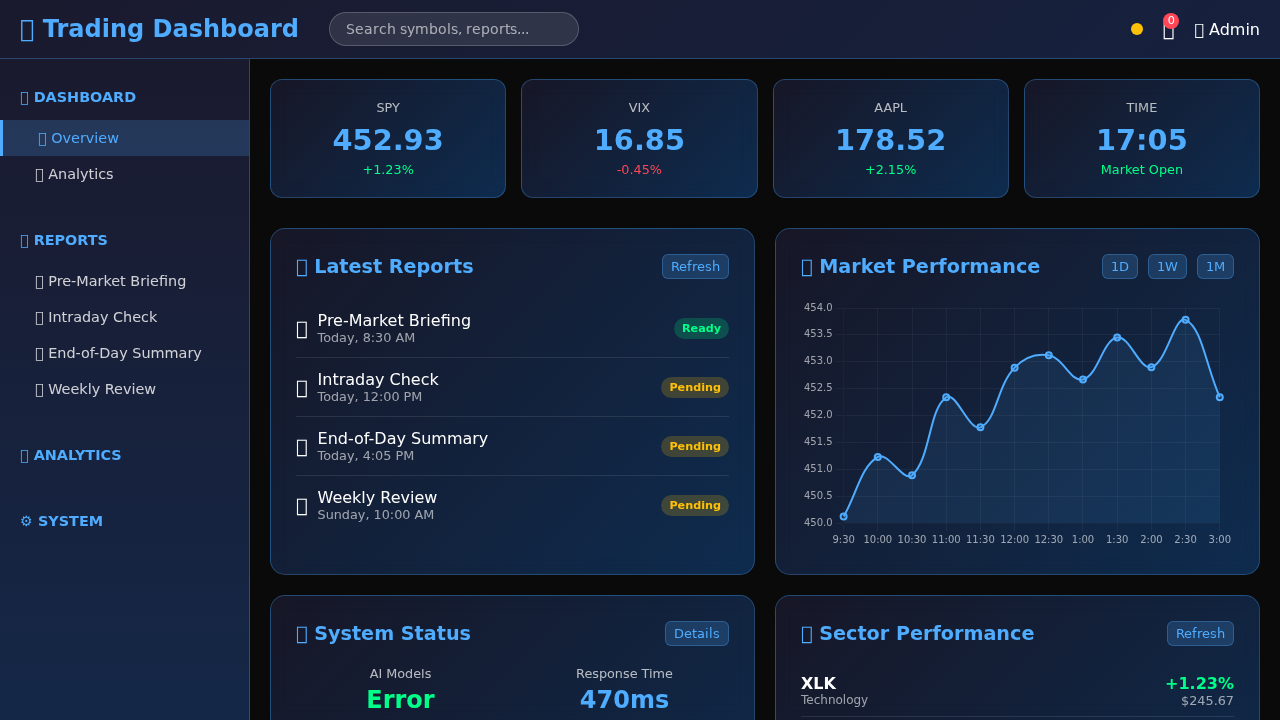 Trading Dashboard
Search symbols, reports...
0
Admin
DASHBOARD
Overview
Analytics
REPORTS
Pre-Market Briefing
Intraday Check
End-of-Day Summary
Weekly Review
ANALYTICS
⚙ SYSTEM
SPY
452.93
+1.23%
VIX
16.85
-0.45%
AAPL
178.52
+2.15%
TIME
17:05
Market Open
Latest Reports
Refresh
Pre-Market Briefing
Today, 8:30 AM
Ready
Intraday Check
Today, 12:00 PM
Pending
End-of-Day Summary
Today, 4:05 PM
Pending
Weekly Review
Sunday, 10:00 AM
Pending
Market Performance
1D 1W 1M
454.0
453.5
453.0
452.5
452.0
451.5
451.0
450.5
450.0
9:30 10:00 10:30 11:00 11:30 12:00 12:30 1:00 1:30 2:00 2:30 3:00
System Status
Details
AI Models
Error
Response Time
470ms
Sector Performance
Refresh
XLK
Technology
+1.23%
$245.67